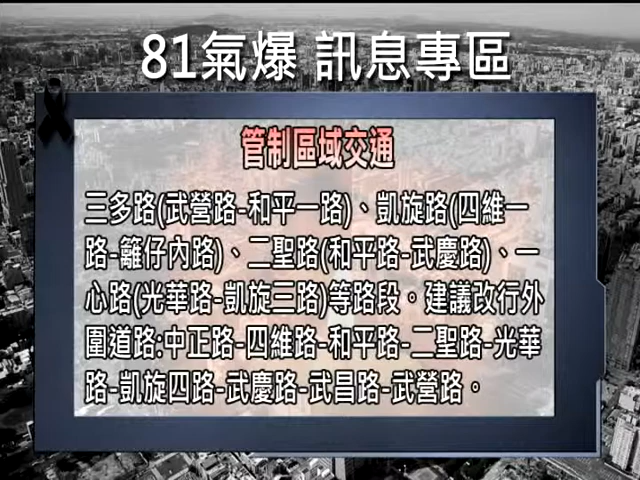 81氣爆 訊息專區
管制區域交通
三多路(武營路-和平一路)、凱旋路(四維一
路-籬仔內路)、二聖路(和平路-武慶路)、一
心路(光華路-凱旋三路)等路段。建議改行外
圍道路:中正路-四維路-和平路-二聖路-光華
路-凱旋四路-武慶路-武昌路-武營路。